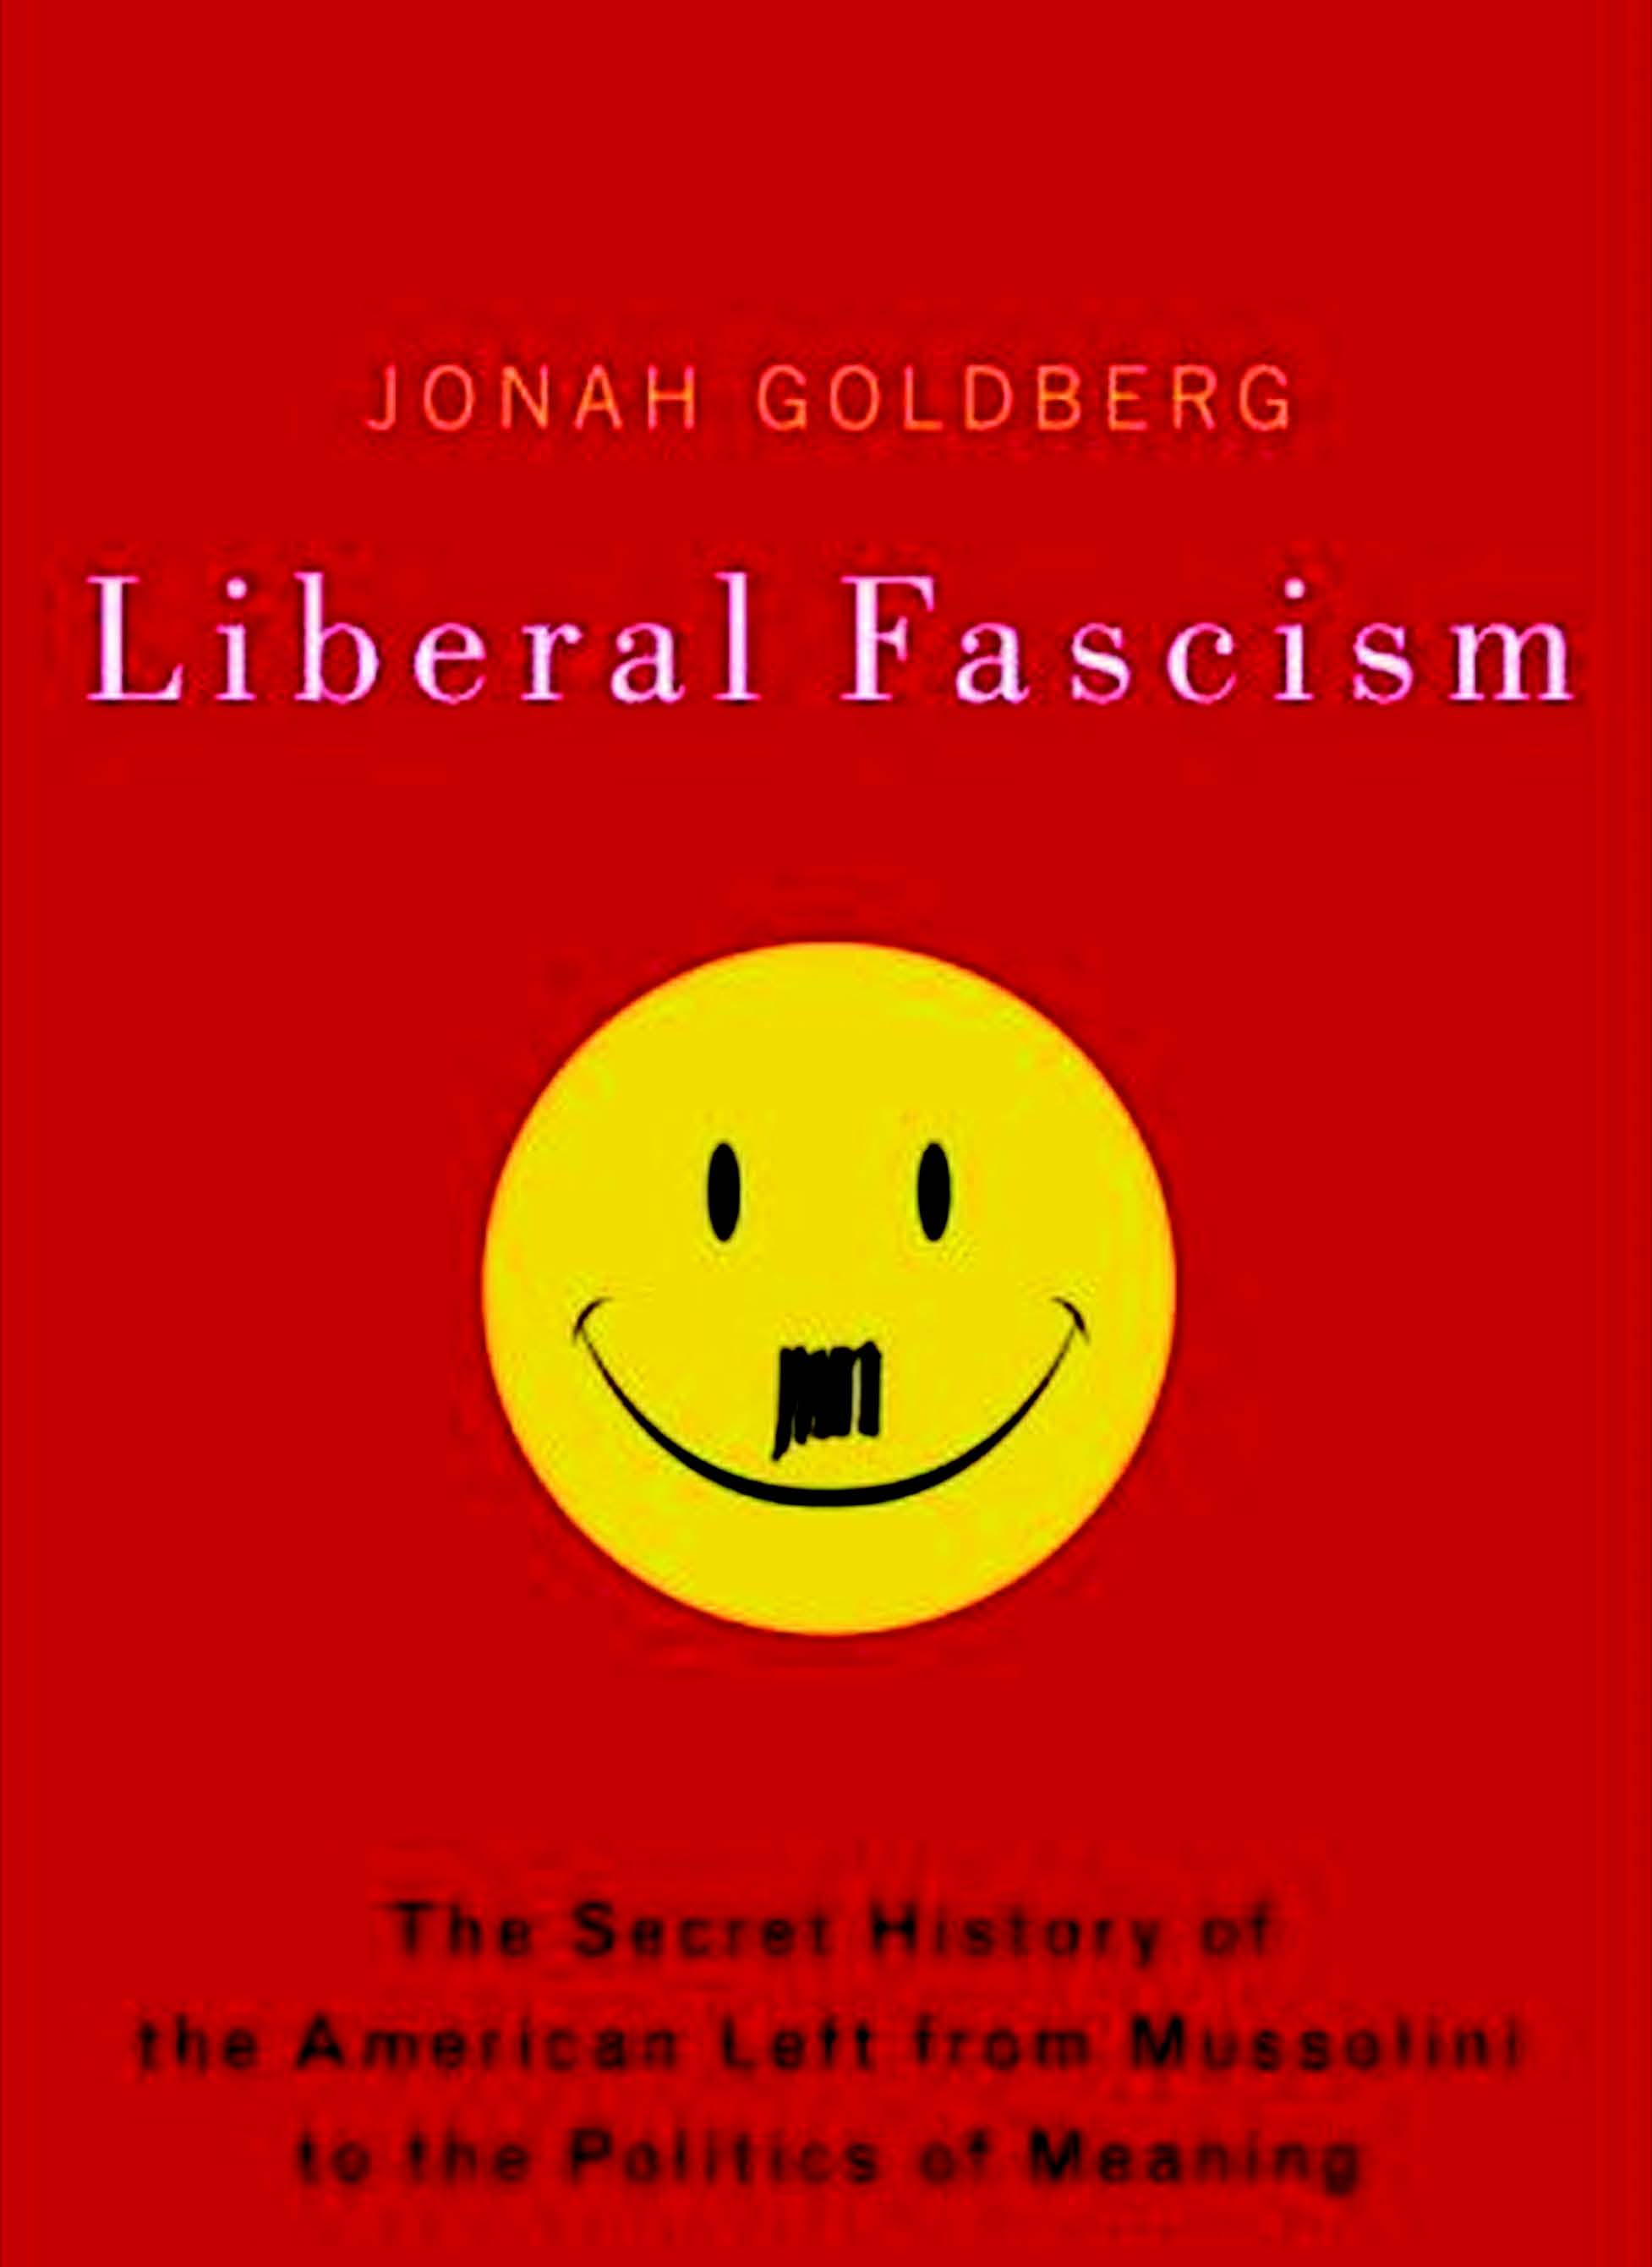 JONAH GOLDBERG
Liberal Fascism
The Secret History of
the American Left from Mussolini
to the Politics of Meaning